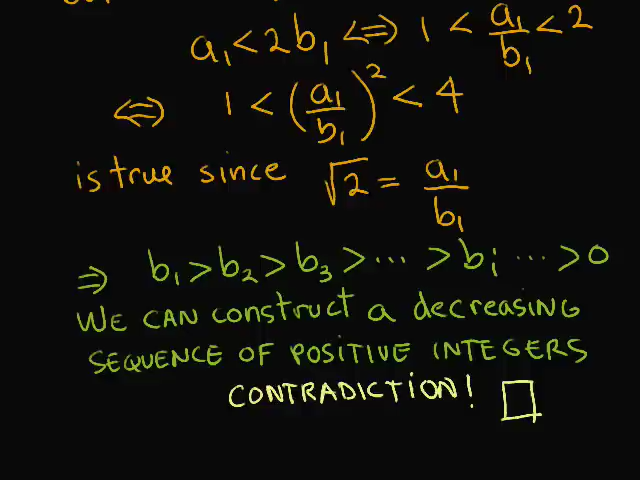 a₁ < 2b₁ ⟺ 1 < a₁/b₁ < 2
⟺ 1 < (a₁/b₁)² < 4
is true since √2 = a₁/b₁
⇒ b₁ > b₂ > b₃ > ... > bᵢ ... > 0
WE CAN construct a decreasing
SEQUENCE OF POSITIVE INTEGERS
CONTRADICTION! □